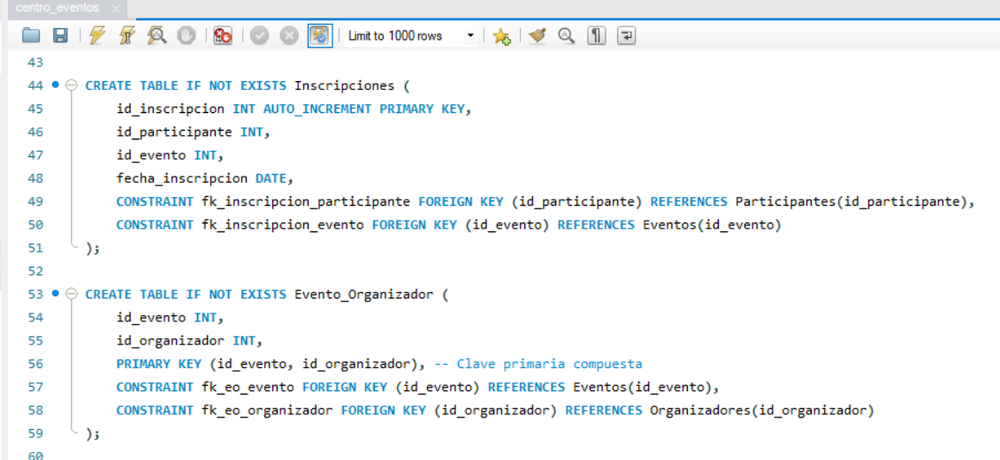 centro_eventos
Limit to 1000 rows
43
44 CREATE TABLE IF NOT EXISTS Inscripciones (
45 id_inscripcion INT AUTO_INCREMENT PRIMARY KEY,
46 id_participante INT,
47 id_evento INT,
48 fecha_inscripcion DATE,
49 CONSTRAINT fk_inscripcion_participante FOREIGN KEY (id_participante) REFERENCES Participantes(id_participante),
50 CONSTRAINT fk_inscripcion_evento FOREIGN KEY (id_evento) REFERENCES Eventos(id_evento)
51 );
52
53 CREATE TABLE IF NOT EXISTS Evento_Organizador (
54 id_evento INT,
55 id_organizador INT,
56 PRIMARY KEY (id_evento, id_organizador), -- Clave primaria compuesta
57 CONSTRAINT fk_eo_evento FOREIGN KEY (id_evento) REFERENCES Eventos(id_evento),
58 CONSTRAINT fk_eo_organizador FOREIGN KEY (id_organizador) REFERENCES Organizadores(id_organizador)
59 );
60